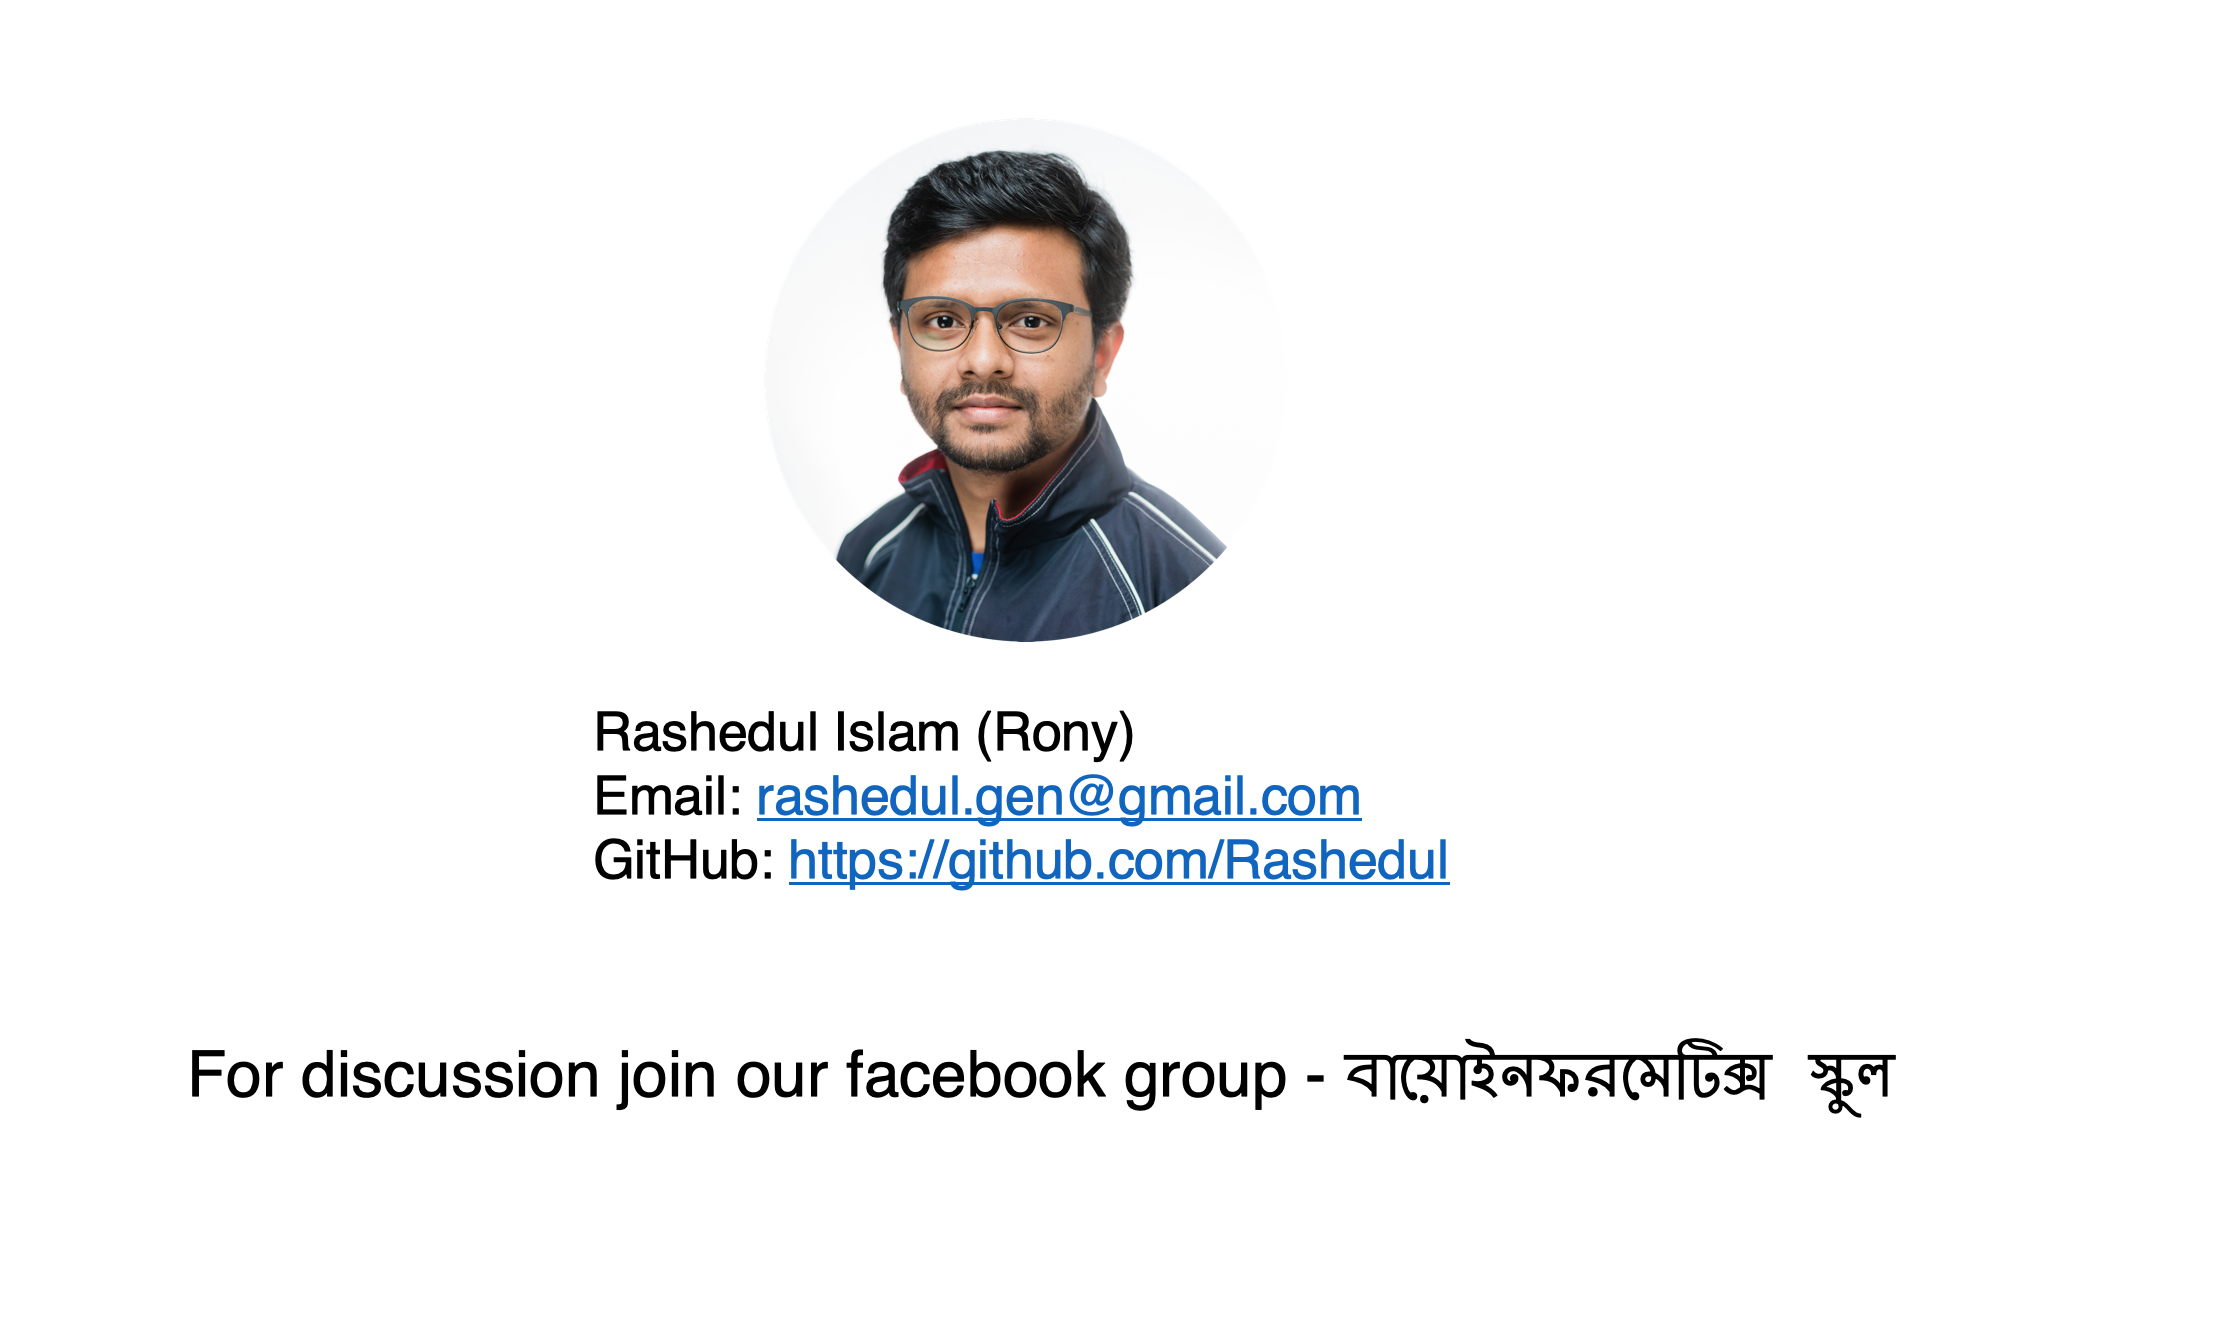 Rashedul Islam (Rony)
Email: rashedul.gen@gmail.com
GitHub: https://github.com/Rashedul
For discussion join our facebook group - বায়োইনফরমেটিক্স স্কুল